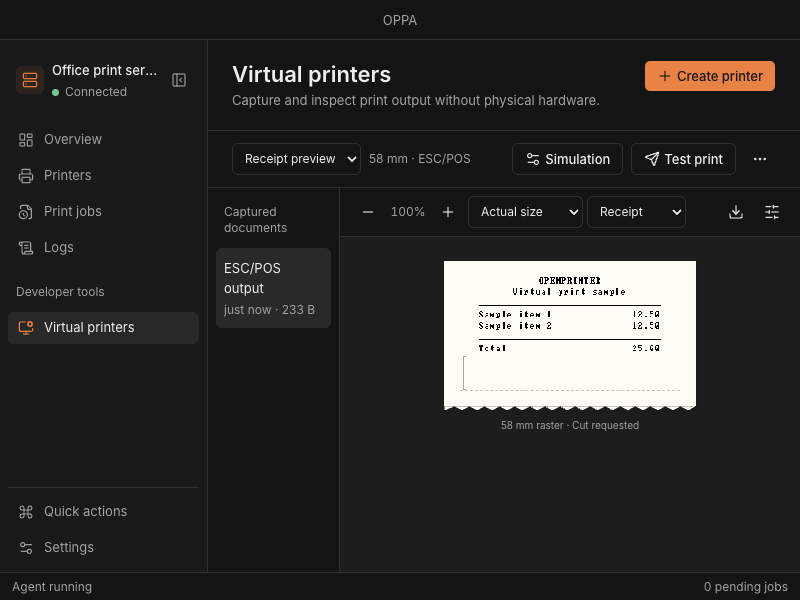 OPPA
Office print ser...
Connected
Overview
Printers
Print jobs
Logs
Developer tools
Virtual printers
Quick actions
Settings
Virtual printers
Capture and inspect print output without physical hardware.
Create printer
Receipt preview
58 mm · ESC/POS
Simulation
Test print
Captured
documents
ESC/POS
output
just now · 233 B
100%
Actual size
Receipt
OPENPRINTER
Virtual print sample
Sample item 1 12.50
Sample item 2 12.50
Total 25.00
58 mm raster · Cut requested
Agent running
0 pending jobs